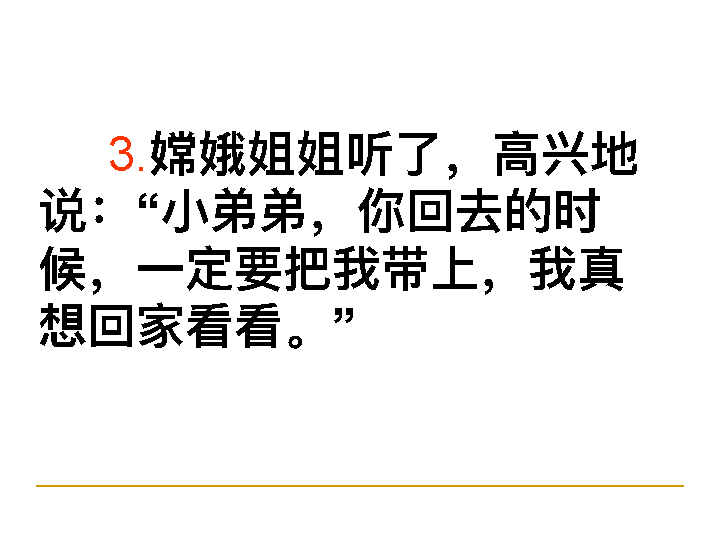 3.嫦娥姐姐听了，高兴地
说：“小弟弟，你回去的时
候，一定要把我带上，我真
想回家看看。”